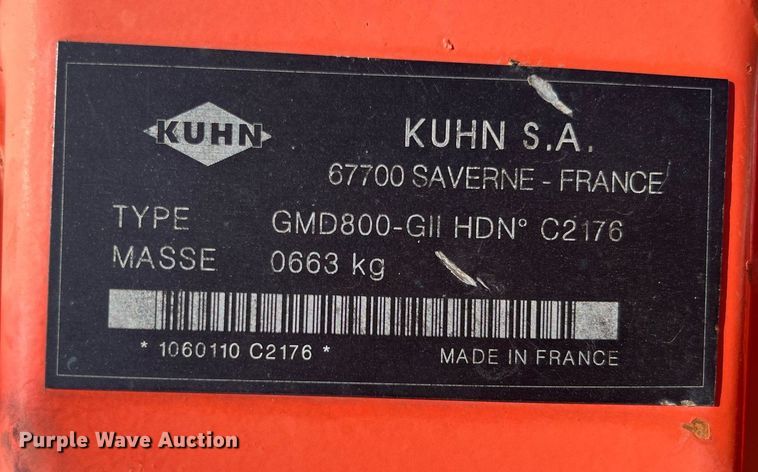 KUHN
KUHN S.A.
67700 SAVERNE - FRANCE
TYPE GMD800-GII HDN° C2176
MASSE 0663 kg
* 1060110 C2176 *
MADE IN FRANCE
Purple Wave Auction